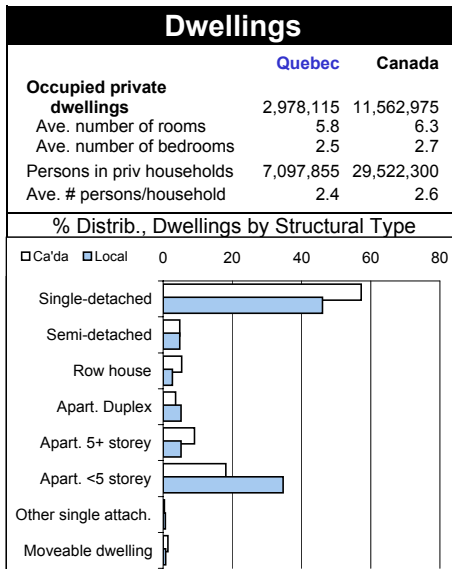 Dwellings
Quebec Canada
Occupied private
dwellings 2,978,115 11,562,975
Ave. number of rooms 5.8 6.3
Ave. number of bedrooms 2.5 2.7
Persons in priv households 7,097,855 29,522,300
Ave. # persons/household 2.4 2.6
% Distrib., Dwellings by Structural Type
Ca'da Local 0 20 40 60 80
Single-detached
Semi-detached
Row house
Apart. Duplex
Apart. 5+ storey
Apart. <5 storey
Other single attach.
Moveable dwelling